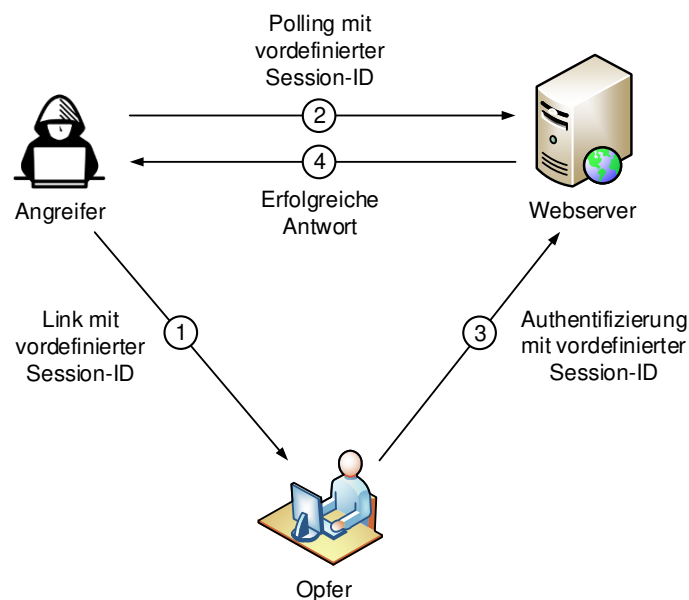 Polling mit
vordefinierter
Session-ID
2
4
Erfolgreiche
Antwort
Angreifer
Webserver
Link mit
vordefinierter
Session-ID
1
3
Authentifizierung
mit vordefinierter
Session-ID
Opfer